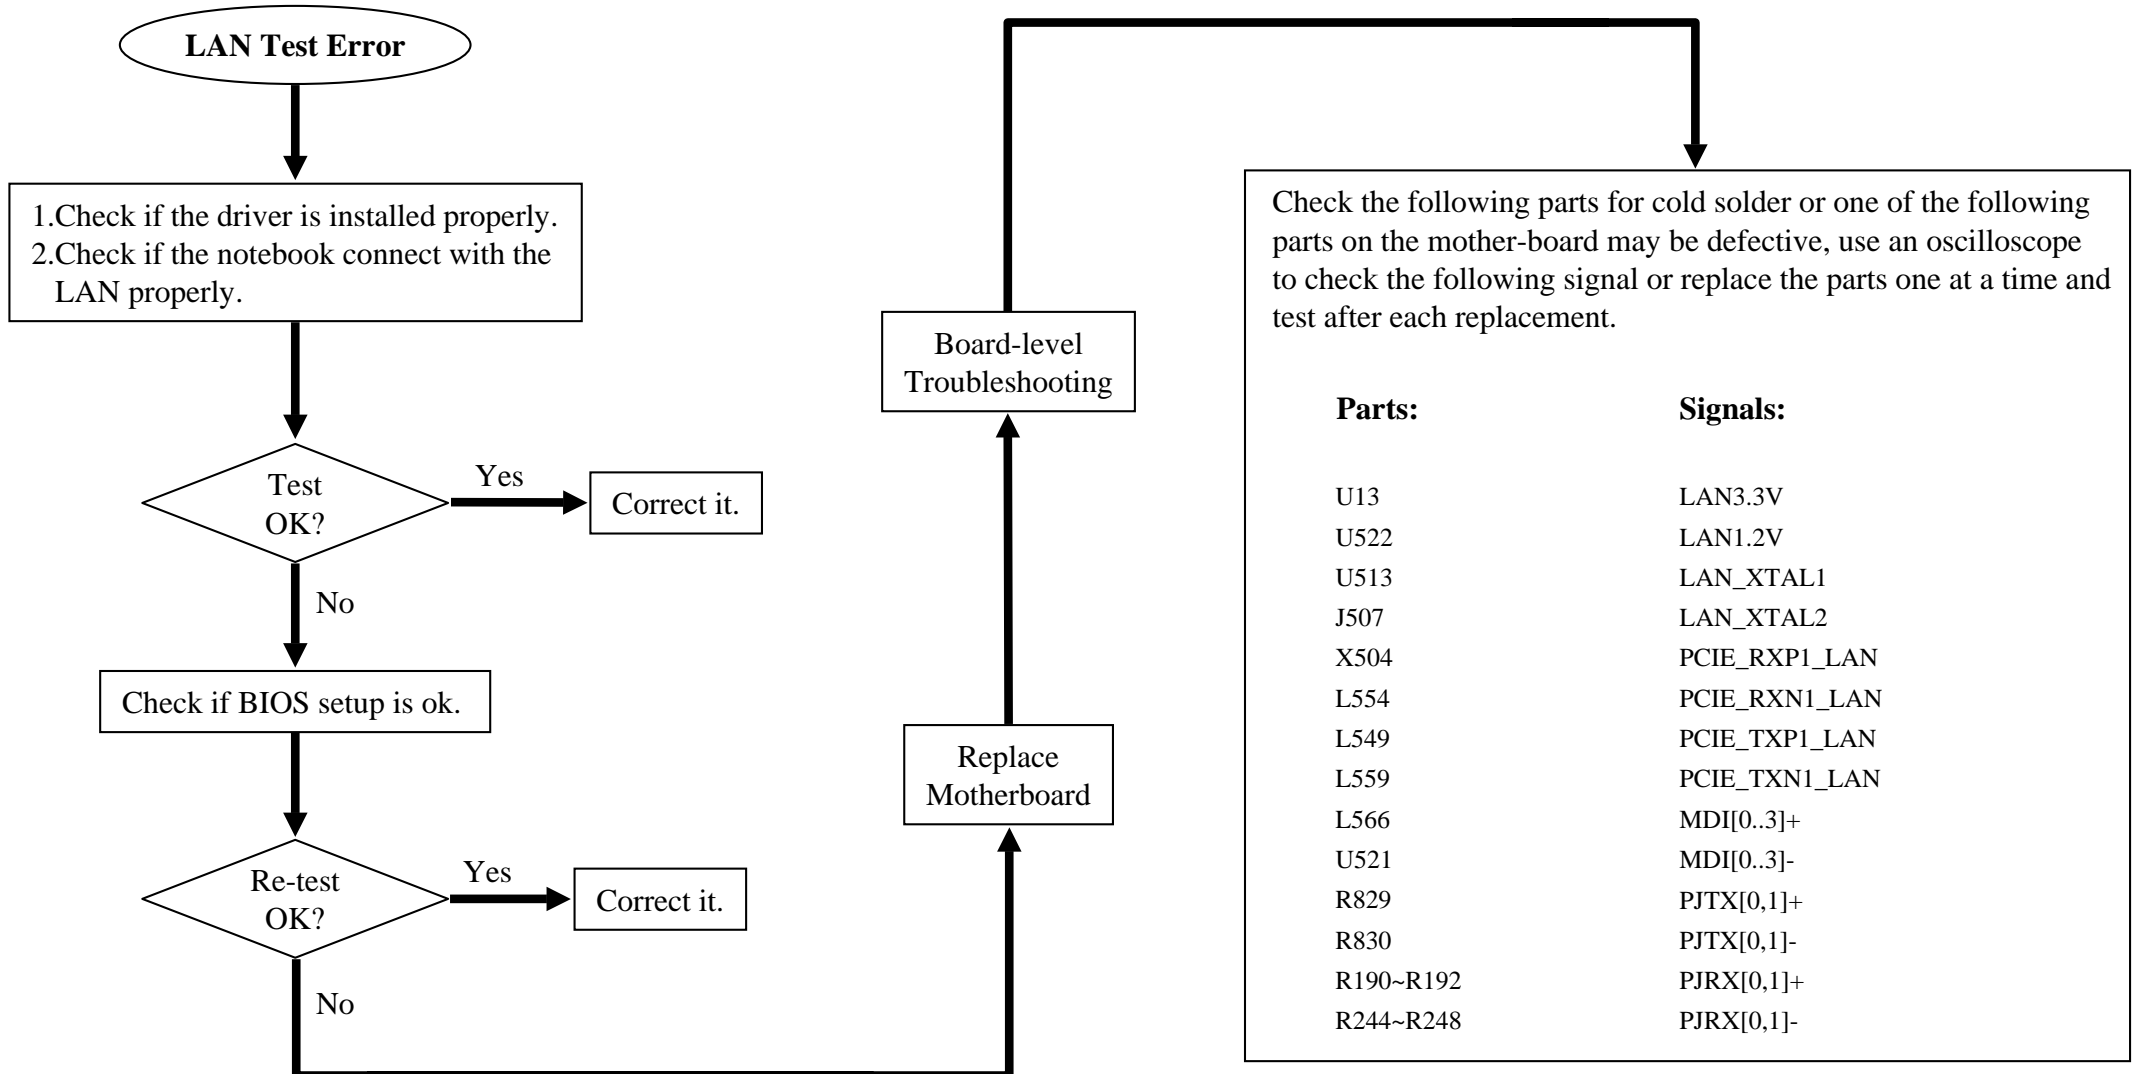 LAN Test Error
1.Check if the driver is installed properly.
2.Check if the notebook connect with the
LAN properly.
Test
OK?
Yes
Correct it.
No
Check if BIOS setup is ok.
Re-test
OK?
Yes
Correct it.
No
Replace
Motherboard
Board-level
Troubleshooting
Check the following parts for cold solder or one of the following
parts on the mother-board may be defective, use an oscilloscope
to check the following signal or replace the parts one at a time and
test after each replacement.
Parts: Signals:
U13 LAN3.3V
U522 LAN1.2V
U513 LAN_XTAL1
J507 LAN_XTAL2
X504 PCIE_RXP1_LAN
L554 PCIE_RXN1_LAN
L549 PCIE_TXP1_LAN
L559 PCIE_TXN1_LAN
L566 MDI[0..3]+
U521 MDI[0..3]-
R829 PJTX[0,1]+
R830 PJTX[0,1]-
R190~R192 PJRX[0,1]+
R244~R248 PJRX[0,1]-